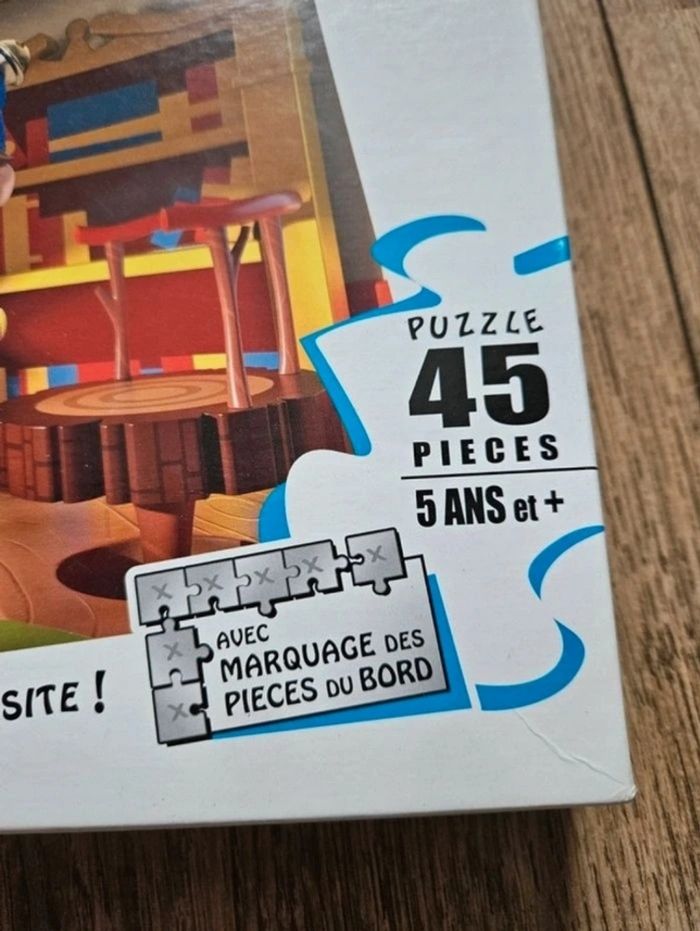 PUZZLE
45
PIECES
5 ANS et +
AVEC
MARQUAGE DES
PIECES DU BORD
SITE !